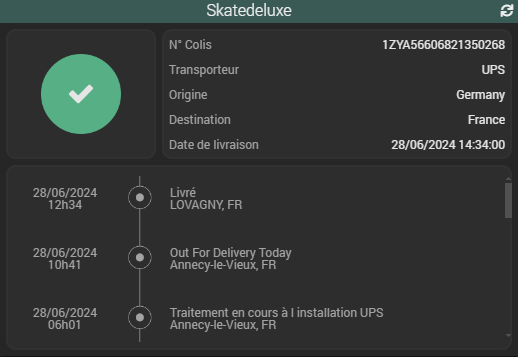 Skatedeluxe
N° Colis 1ZYA56606821350268
Transporteur UPS
Origine Germany
Destination France
Date de livraison 28/06/2024 14:34:00
28/06/2024 Livré
12h34 LOVAGNY, FR
28/06/2024 Out For Delivery Today
10h41 Annecy-le-Vieux, FR
28/06/2024 Traitement en cours à l installation UPS
06h01 Annecy-le-Vieux, FR